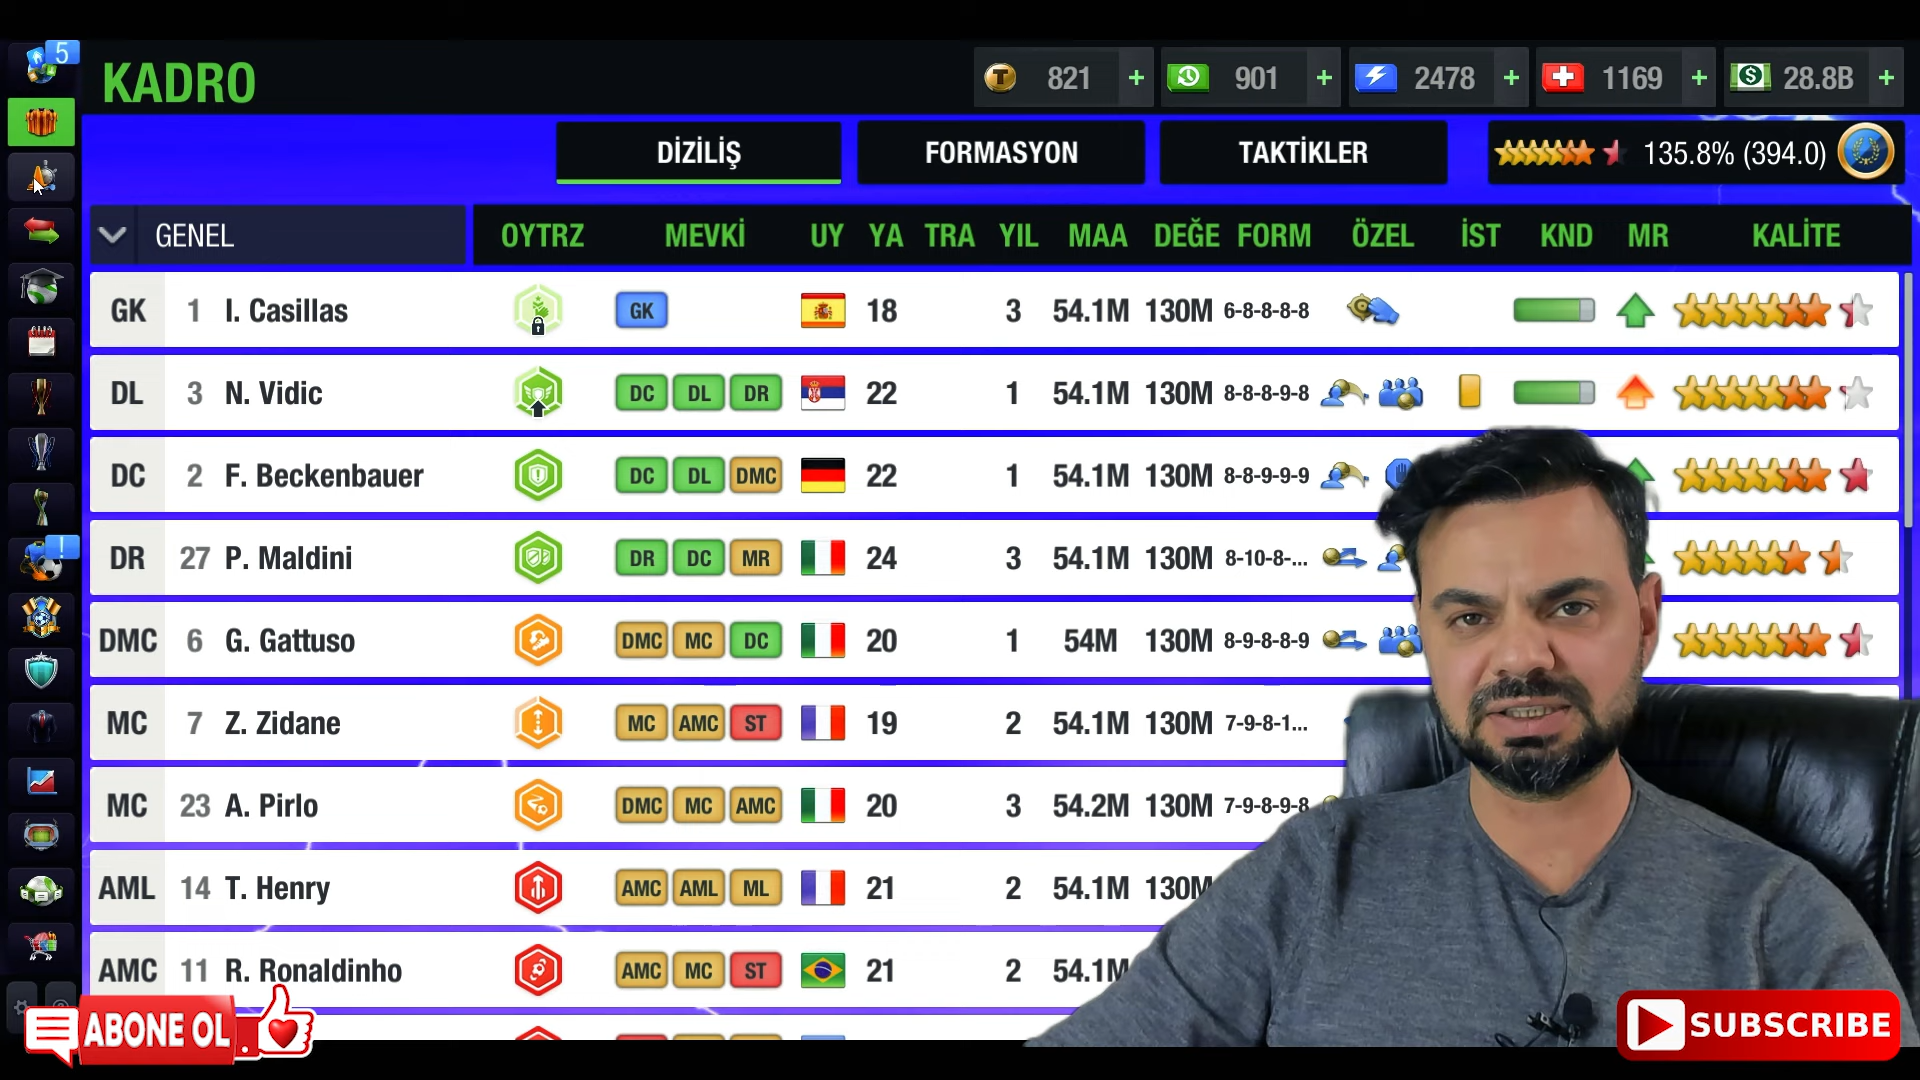 5
KADRO
821 + 901 + 2478 + 1169 + 28.8B +
DİZİLİŞ FORMASYON TAKTİKLER 135.8% (394.0)
GENEL OYTRZ MEVKİ UY YA TRA YIL MAA DEĞE FORM ÖZEL İST KND MR KALİTE
GK 1 I. Casillas GK 18 3 54.1M 130M 6-8-8-8-8
DL 3 N. Vidic DC DL DR 22 1 54.1M 130M 8-8-8-9-8
DC 2 F. Beckenbauer DC DL DMC 22 1 54.1M 130M 8-8-9-9-9
DR 27 P. Maldini DR DC MR 24 3 54.1M 130M 8-10-8-...
DMC 6 G. Gattuso DMC MC DC 20 1 54M 130M 8-9-8-8-9
MC 7 Z. Zidane MC AMC ST 19 2 54.1M 130M 7-9-8-1...
MC 23 A. Pirlo DMC MC AMC 20 3 54.2M 130M 7-9-8-9-8
AML 14 T. Henry AMC AML ML 21 2 54.1M 130M
AMC 11 R. Ronaldinho AMC MC ST 21 2 54.1M
ABONE OL
SUBSCRIBE